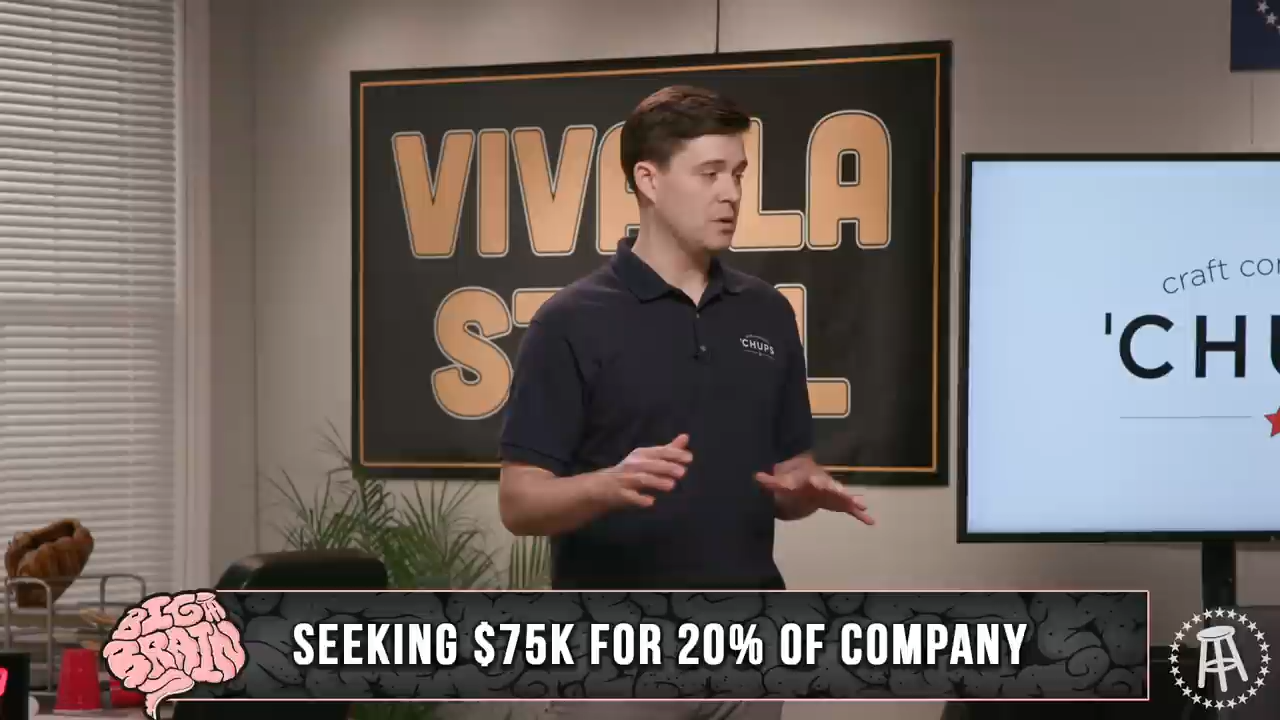 VIVA LA
craft co
'CHU
'CHUPS
BIG
BRAIN
SEEKING $75K FOR 20% OF COMPANY